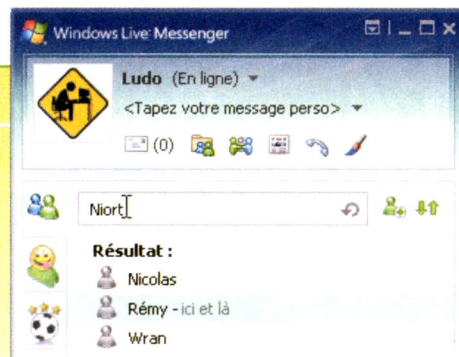 Windows Live Messenger
Ludo (En ligne)
<Tapez votre message perso>
(0)
Niort
Résultat :
Nicolas
Rémy - ici et là
Wran